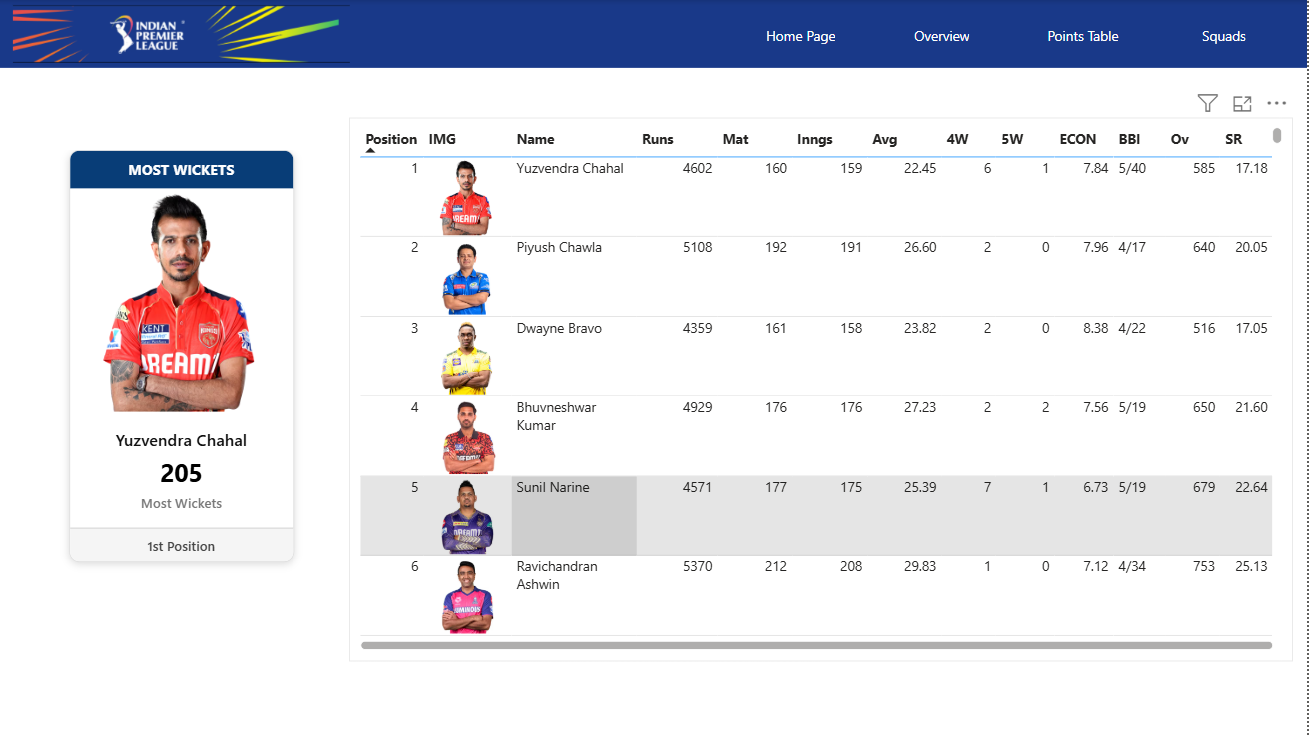 INDIAN
PREMIER
LEAGUE
Home Page Overview Points Table Squads
MOST WICKETS
KENT
DREAM11
Yuzvendra Chahal
205
Most Wickets
1st Position
Position IMG Name Runs Mat Inngs Avg 4W 5W ECON BBI Ov SR
1 Yuzvendra Chahal 4602 160 159 22.45 6 1 7.84 5/40 585 17.18
2 Piyush Chawla 5108 192 191 26.60 2 0 7.96 4/17 640 20.05
3 Dwayne Bravo 4359 161 158 23.82 2 0 8.38 4/22 516 17.05
4 Bhuvneshwar 4929 176 176 27.23 2 2 7.56 5/19 650 21.60
Kumar
5 Sunil Narine 4571 177 175 25.39 7 1 6.73 5/19 679 22.64
6 Ravichandran 5370 212 208 29.83 1 0 7.12 4/34 753 25.13
Ashwin